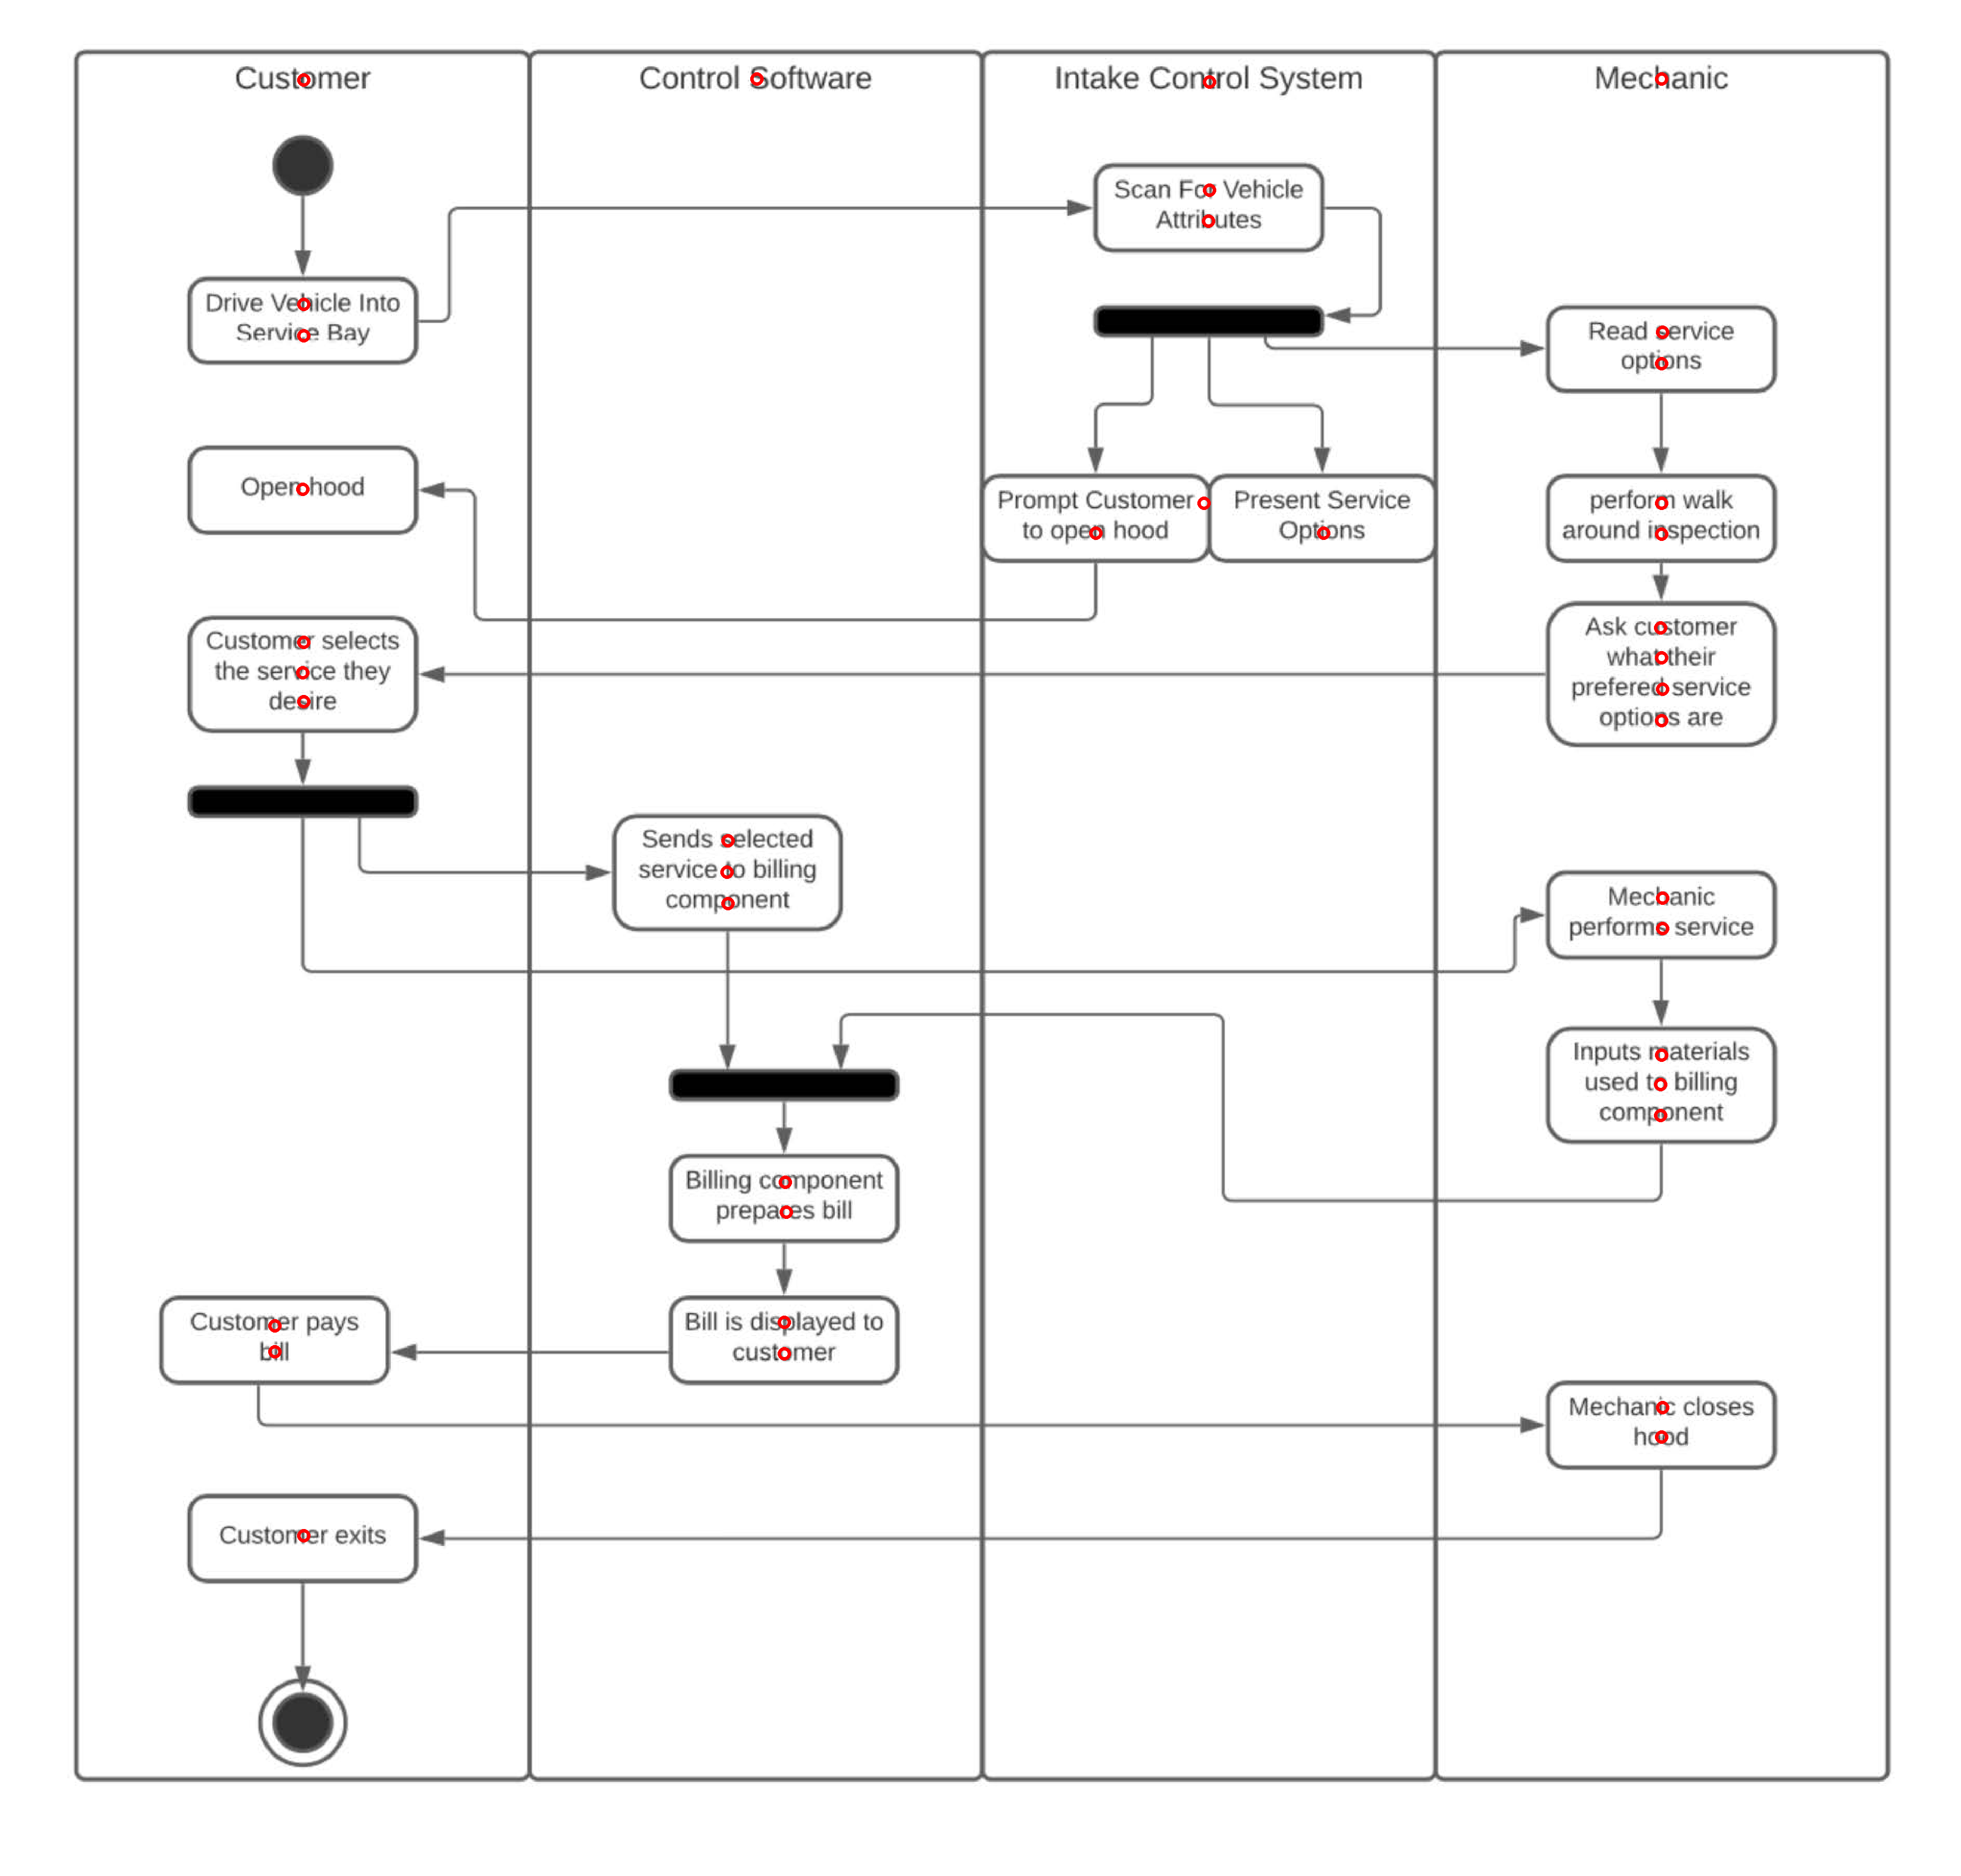 Customer
Control Software
Intake Control System
Mechanic
Scan For Vehicle
Attributes
Drive Vehicle Into
Service Bay
Read service
options
Open hood
Prompt Customer
to open hood
Present Service
Options
perform walk
around inspection
Customer selects
the service they
desire
Ask customer
what their
prefered service
options are
Sends selected
service to billing
component
Mechanic
performs service
Inputs materials
used to billing
component
Billing component
prepares bill
Customer pays
bill
Bill is displayed to
customer
Mechanic closes
hood
Customer exits